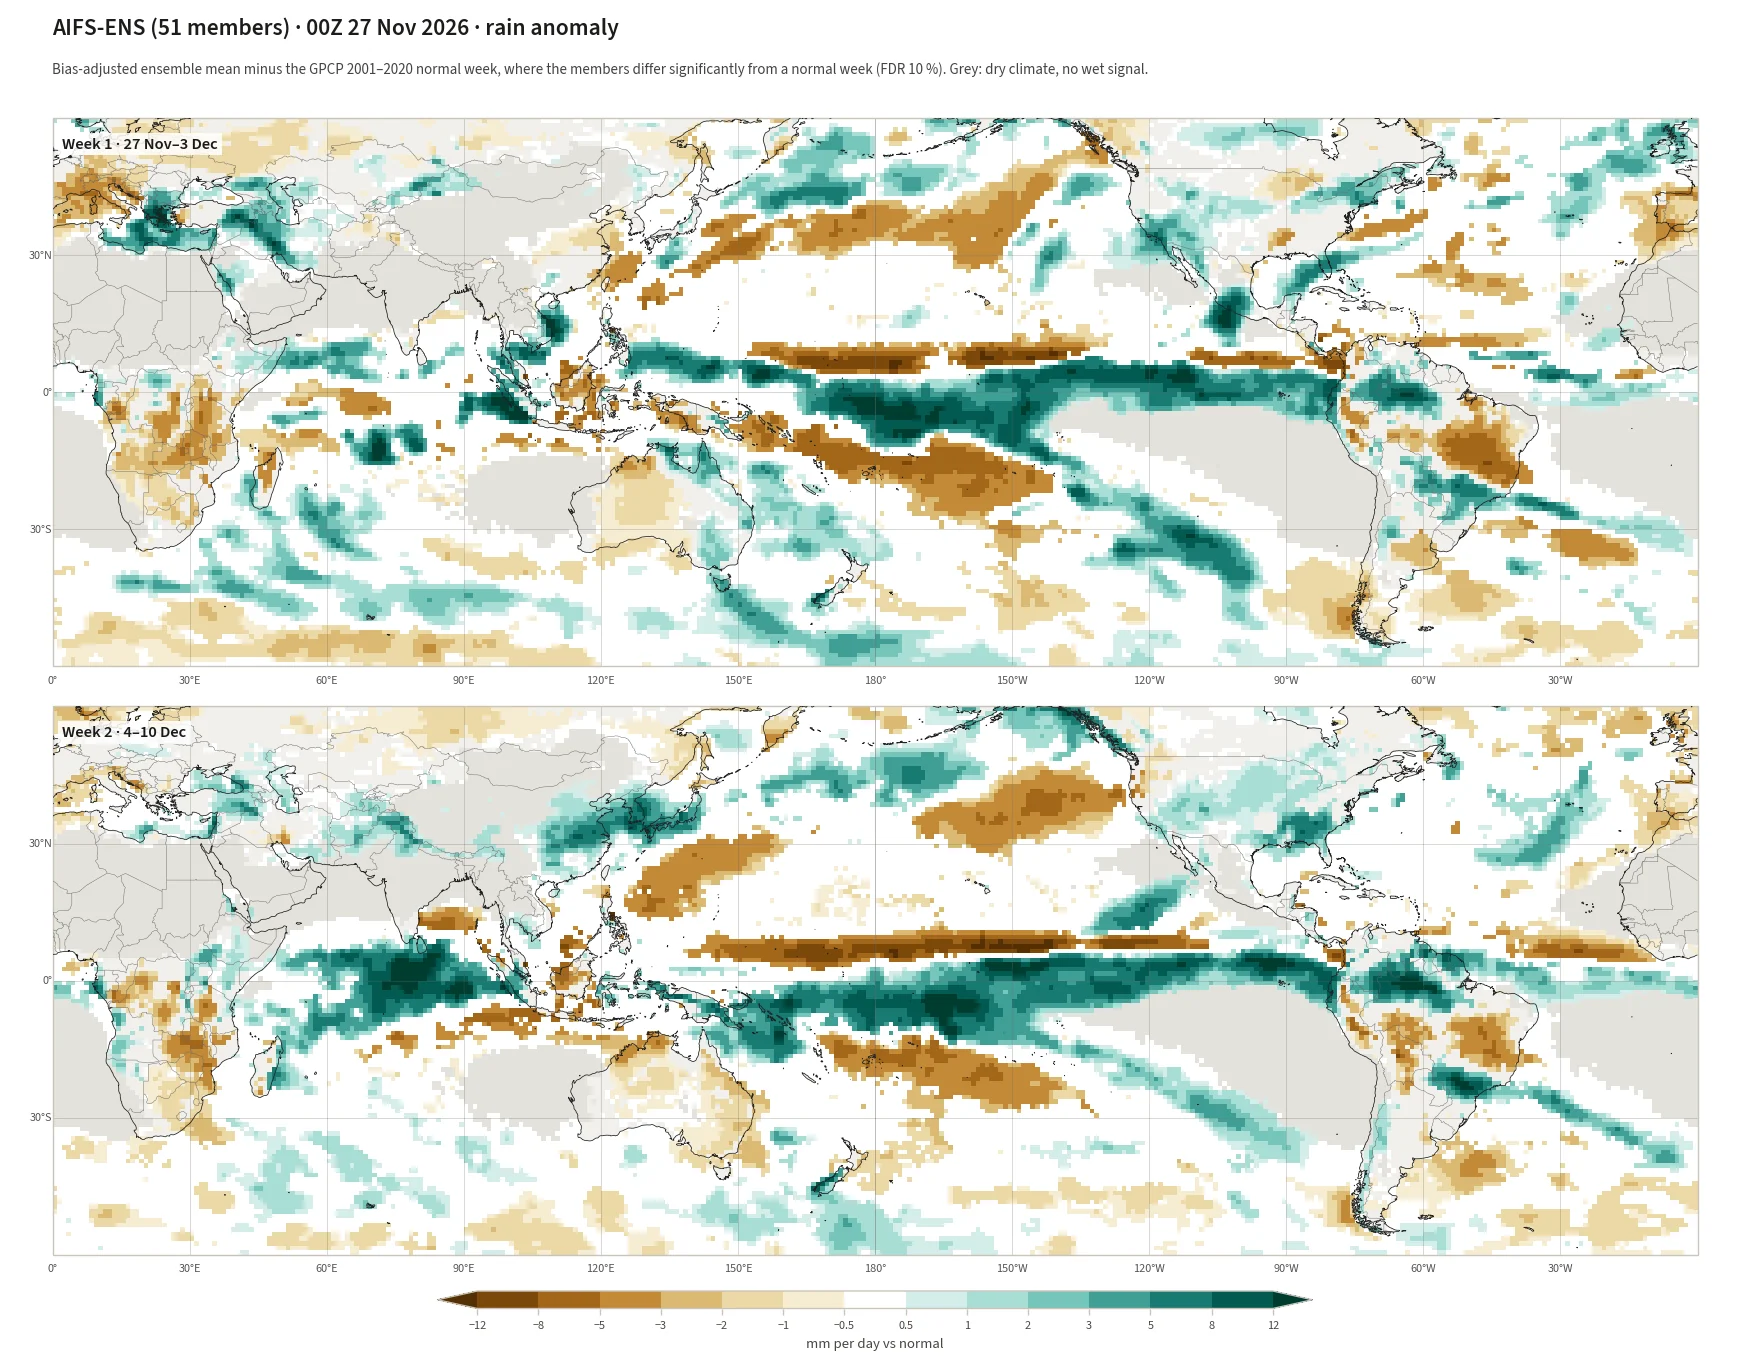 AIFS-ENS (51 members) · 00Z 27 Nov 2026 · rain anomaly
Bias-adjusted ensemble mean minus the GPCP 2001–2020 normal week, where the members differ significantly from a normal week (FDR 10 %). Grey: dry climate, no wet signal.
Week 1 · 27 Nov–3 Dec
30°N
0°
30°S
0° 30°E 60°E 90°E 120°E 150°E 180° 150°W 120°W 90°W 60°W 30°W
Week 2 · 4–10 Dec
30°N
0°
30°S
0° 30°E 60°E 90°E 120°E 150°E 180° 150°W 120°W 90°W 60°W 30°W
−12 −8 −5 −3 −2 −1 −0.5 0.5 1 2 3 5 8 12
mm per day vs normal